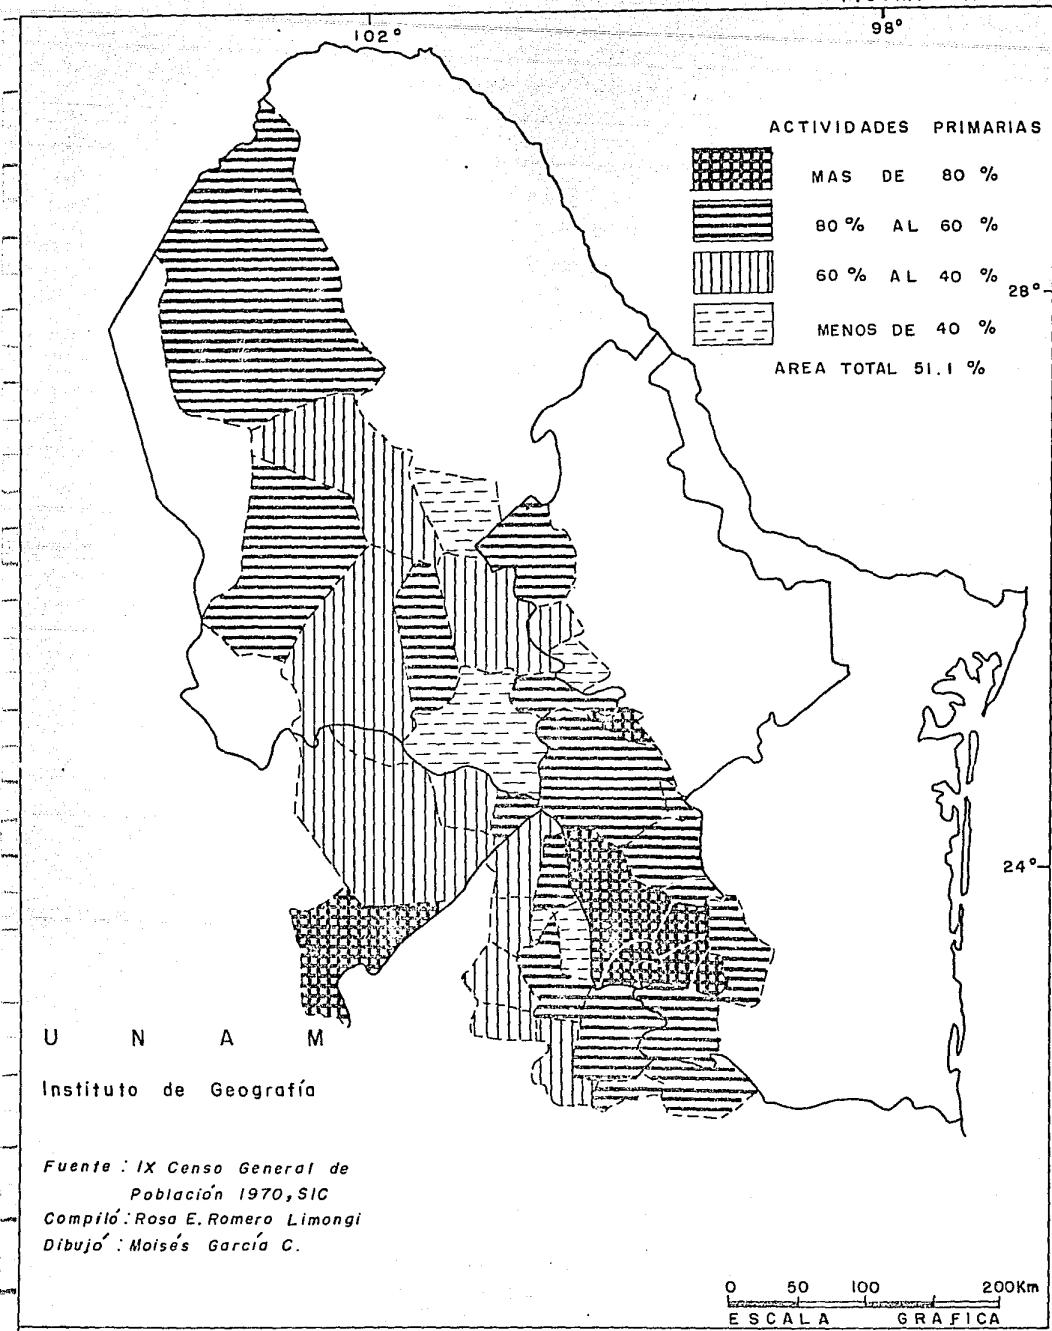 102°
98°
ACTIVIDADES PRIMARIAS
MAS DE 80 %
80 % AL 60 %
60 % AL 40 %
28°
MENOS DE 40 %
AREA TOTAL 51.1 %
24°
U N A M
Instituto de Geografía
Fuente : IX Censo General de
Población 1970, SIC
Compiló : Rosa E. Romero Limongi
Dibujó : Moisés García C.
0 50 100 200Km
ESCALA GRAFICA